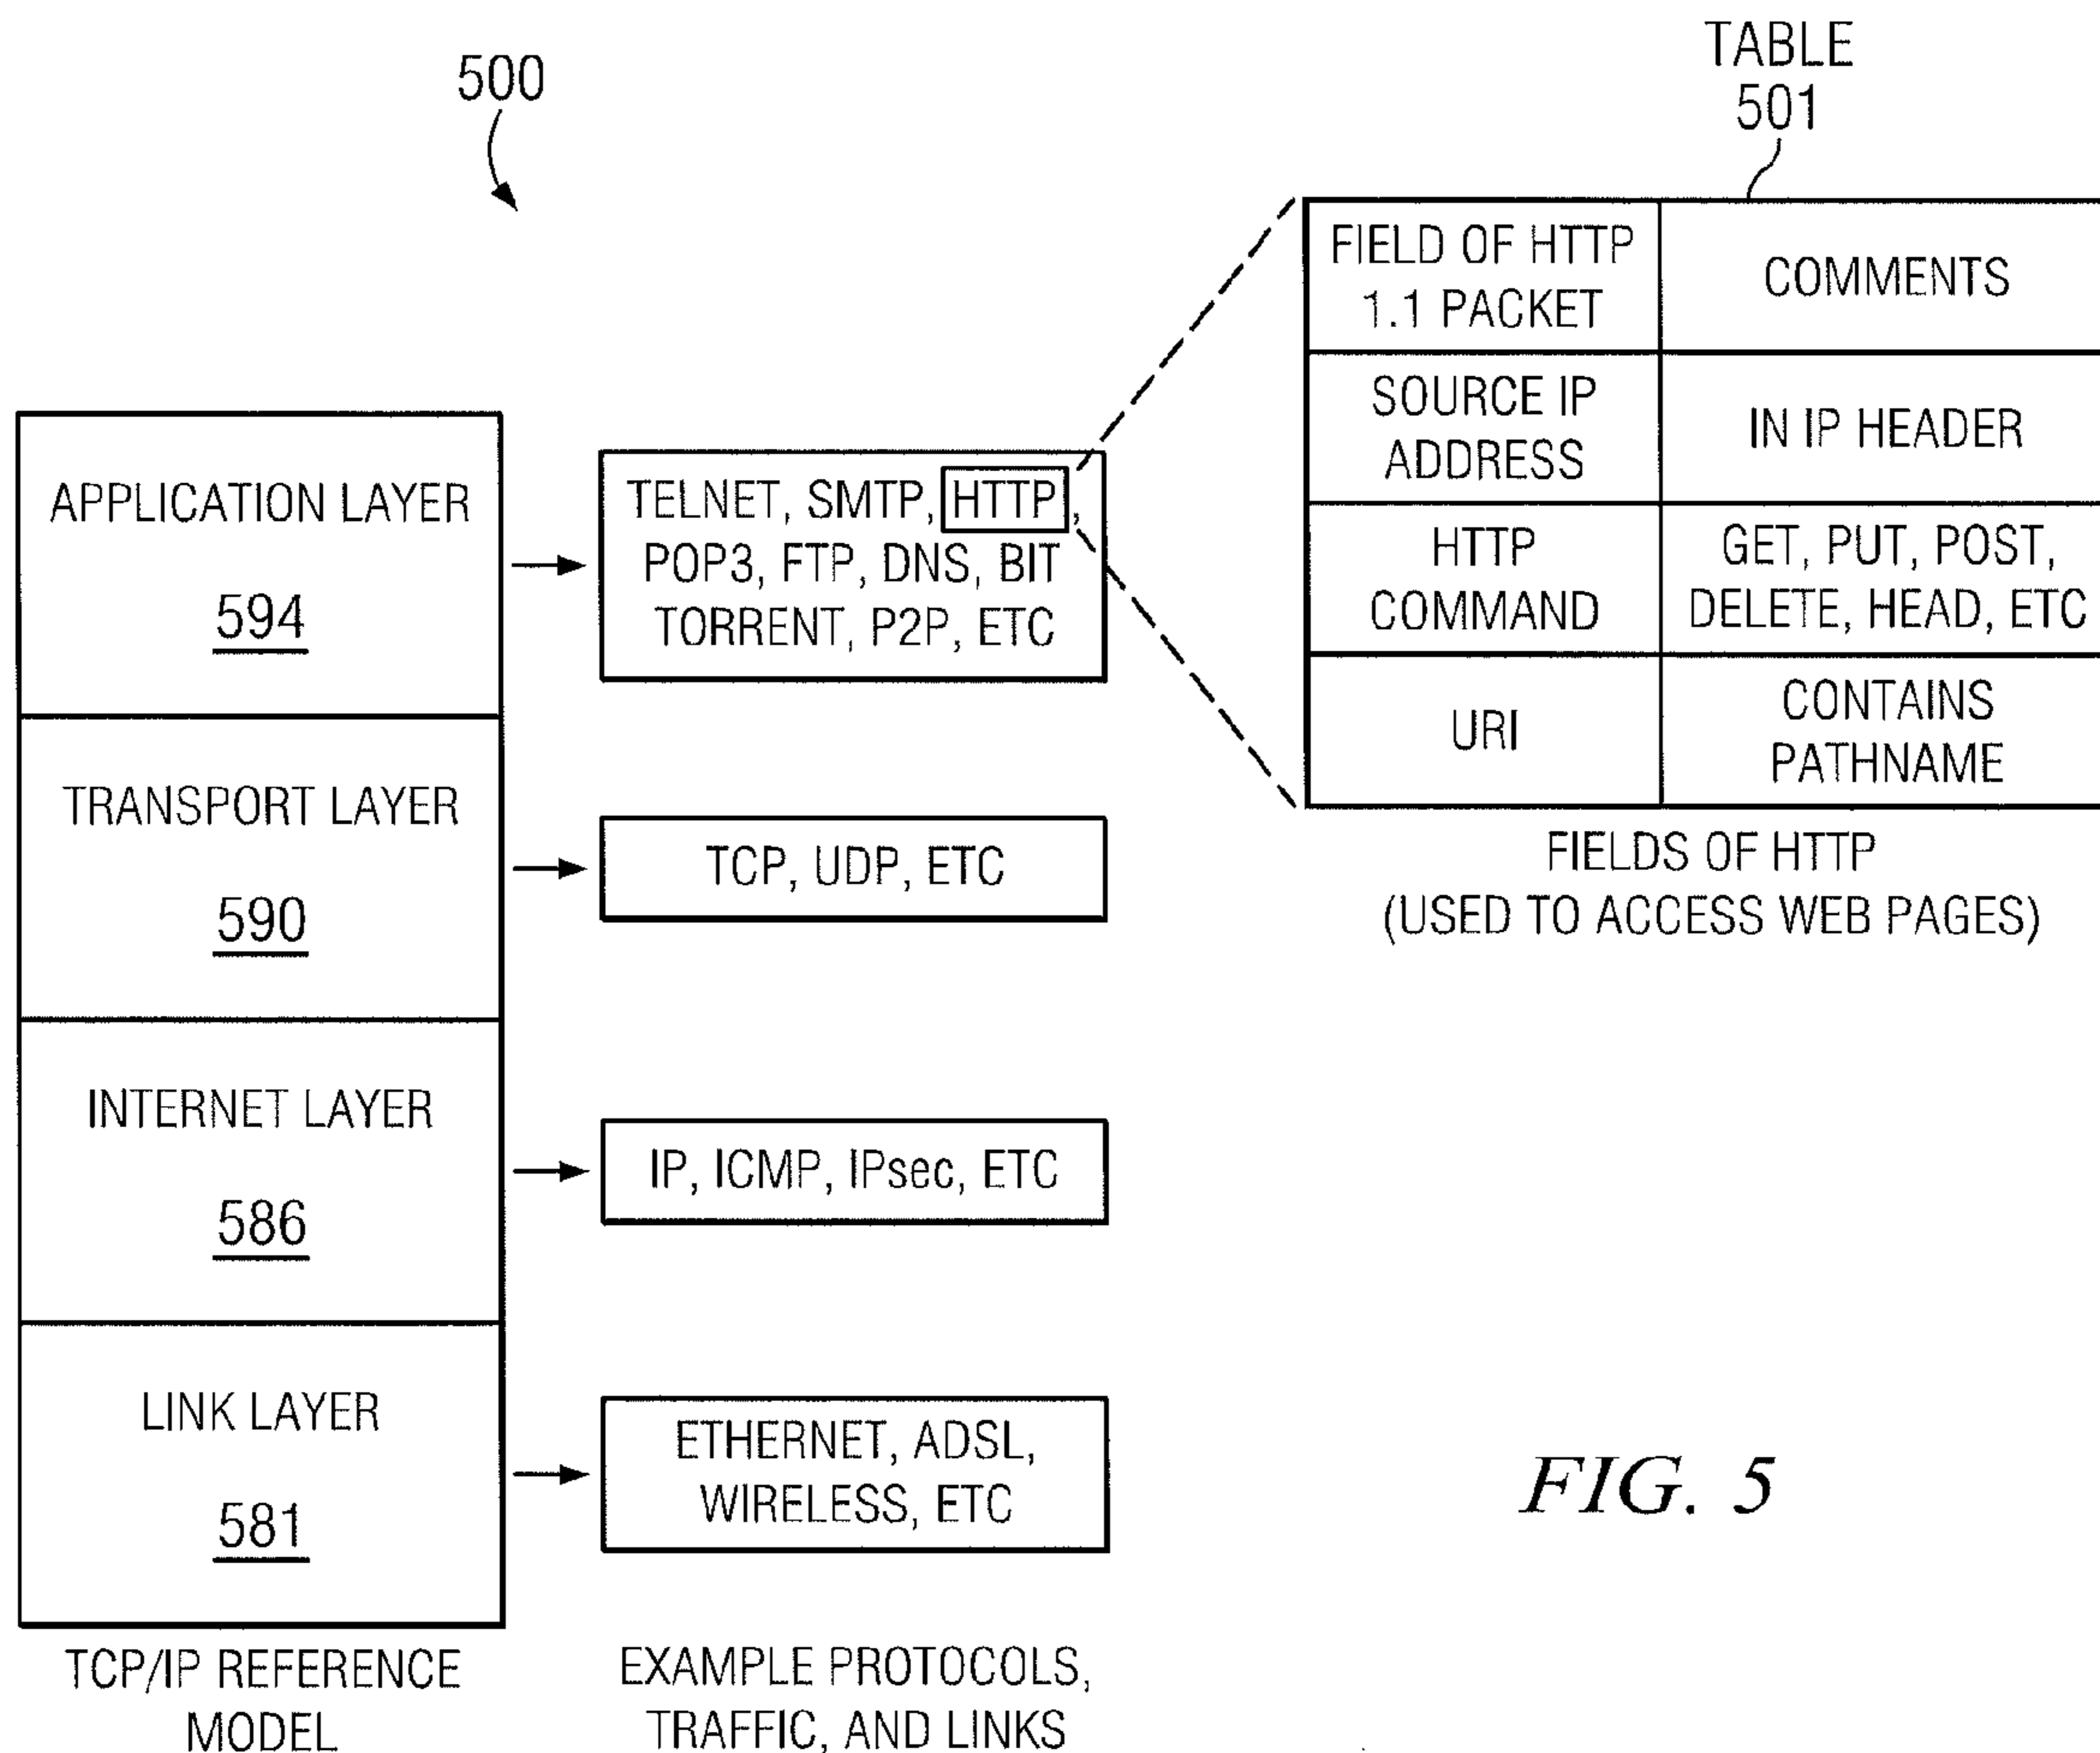 500
TABLE
501
FIELD OF HTTP
1.1 PACKET
COMMENTS
SOURCE IP
ADDRESS
IN IP HEADER
HTTP
COMMAND
GET, PUT, POST,
DELETE, HEAD, ETC
URI
CONTAINS
PATHNAME
FIELDS OF HTTP
(USED TO ACCESS WEB PAGES)
APPLICATION LAYER
594
TELNET, SMTP, HTTP,
POP3, FTP, DNS, BIT
TORRENT, P2P, ETC
TRANSPORT LAYER
590
TCP, UDP, ETC
INTERNET LAYER
586
IP, ICMP, IPsec, ETC
LINK LAYER
581
ETHERNET, ADSL,
WIRELESS, ETC
TCP/IP REFERENCE
MODEL
EXAMPLE PROTOCOLS,
TRAFFIC, AND LINKS
FIG. 5